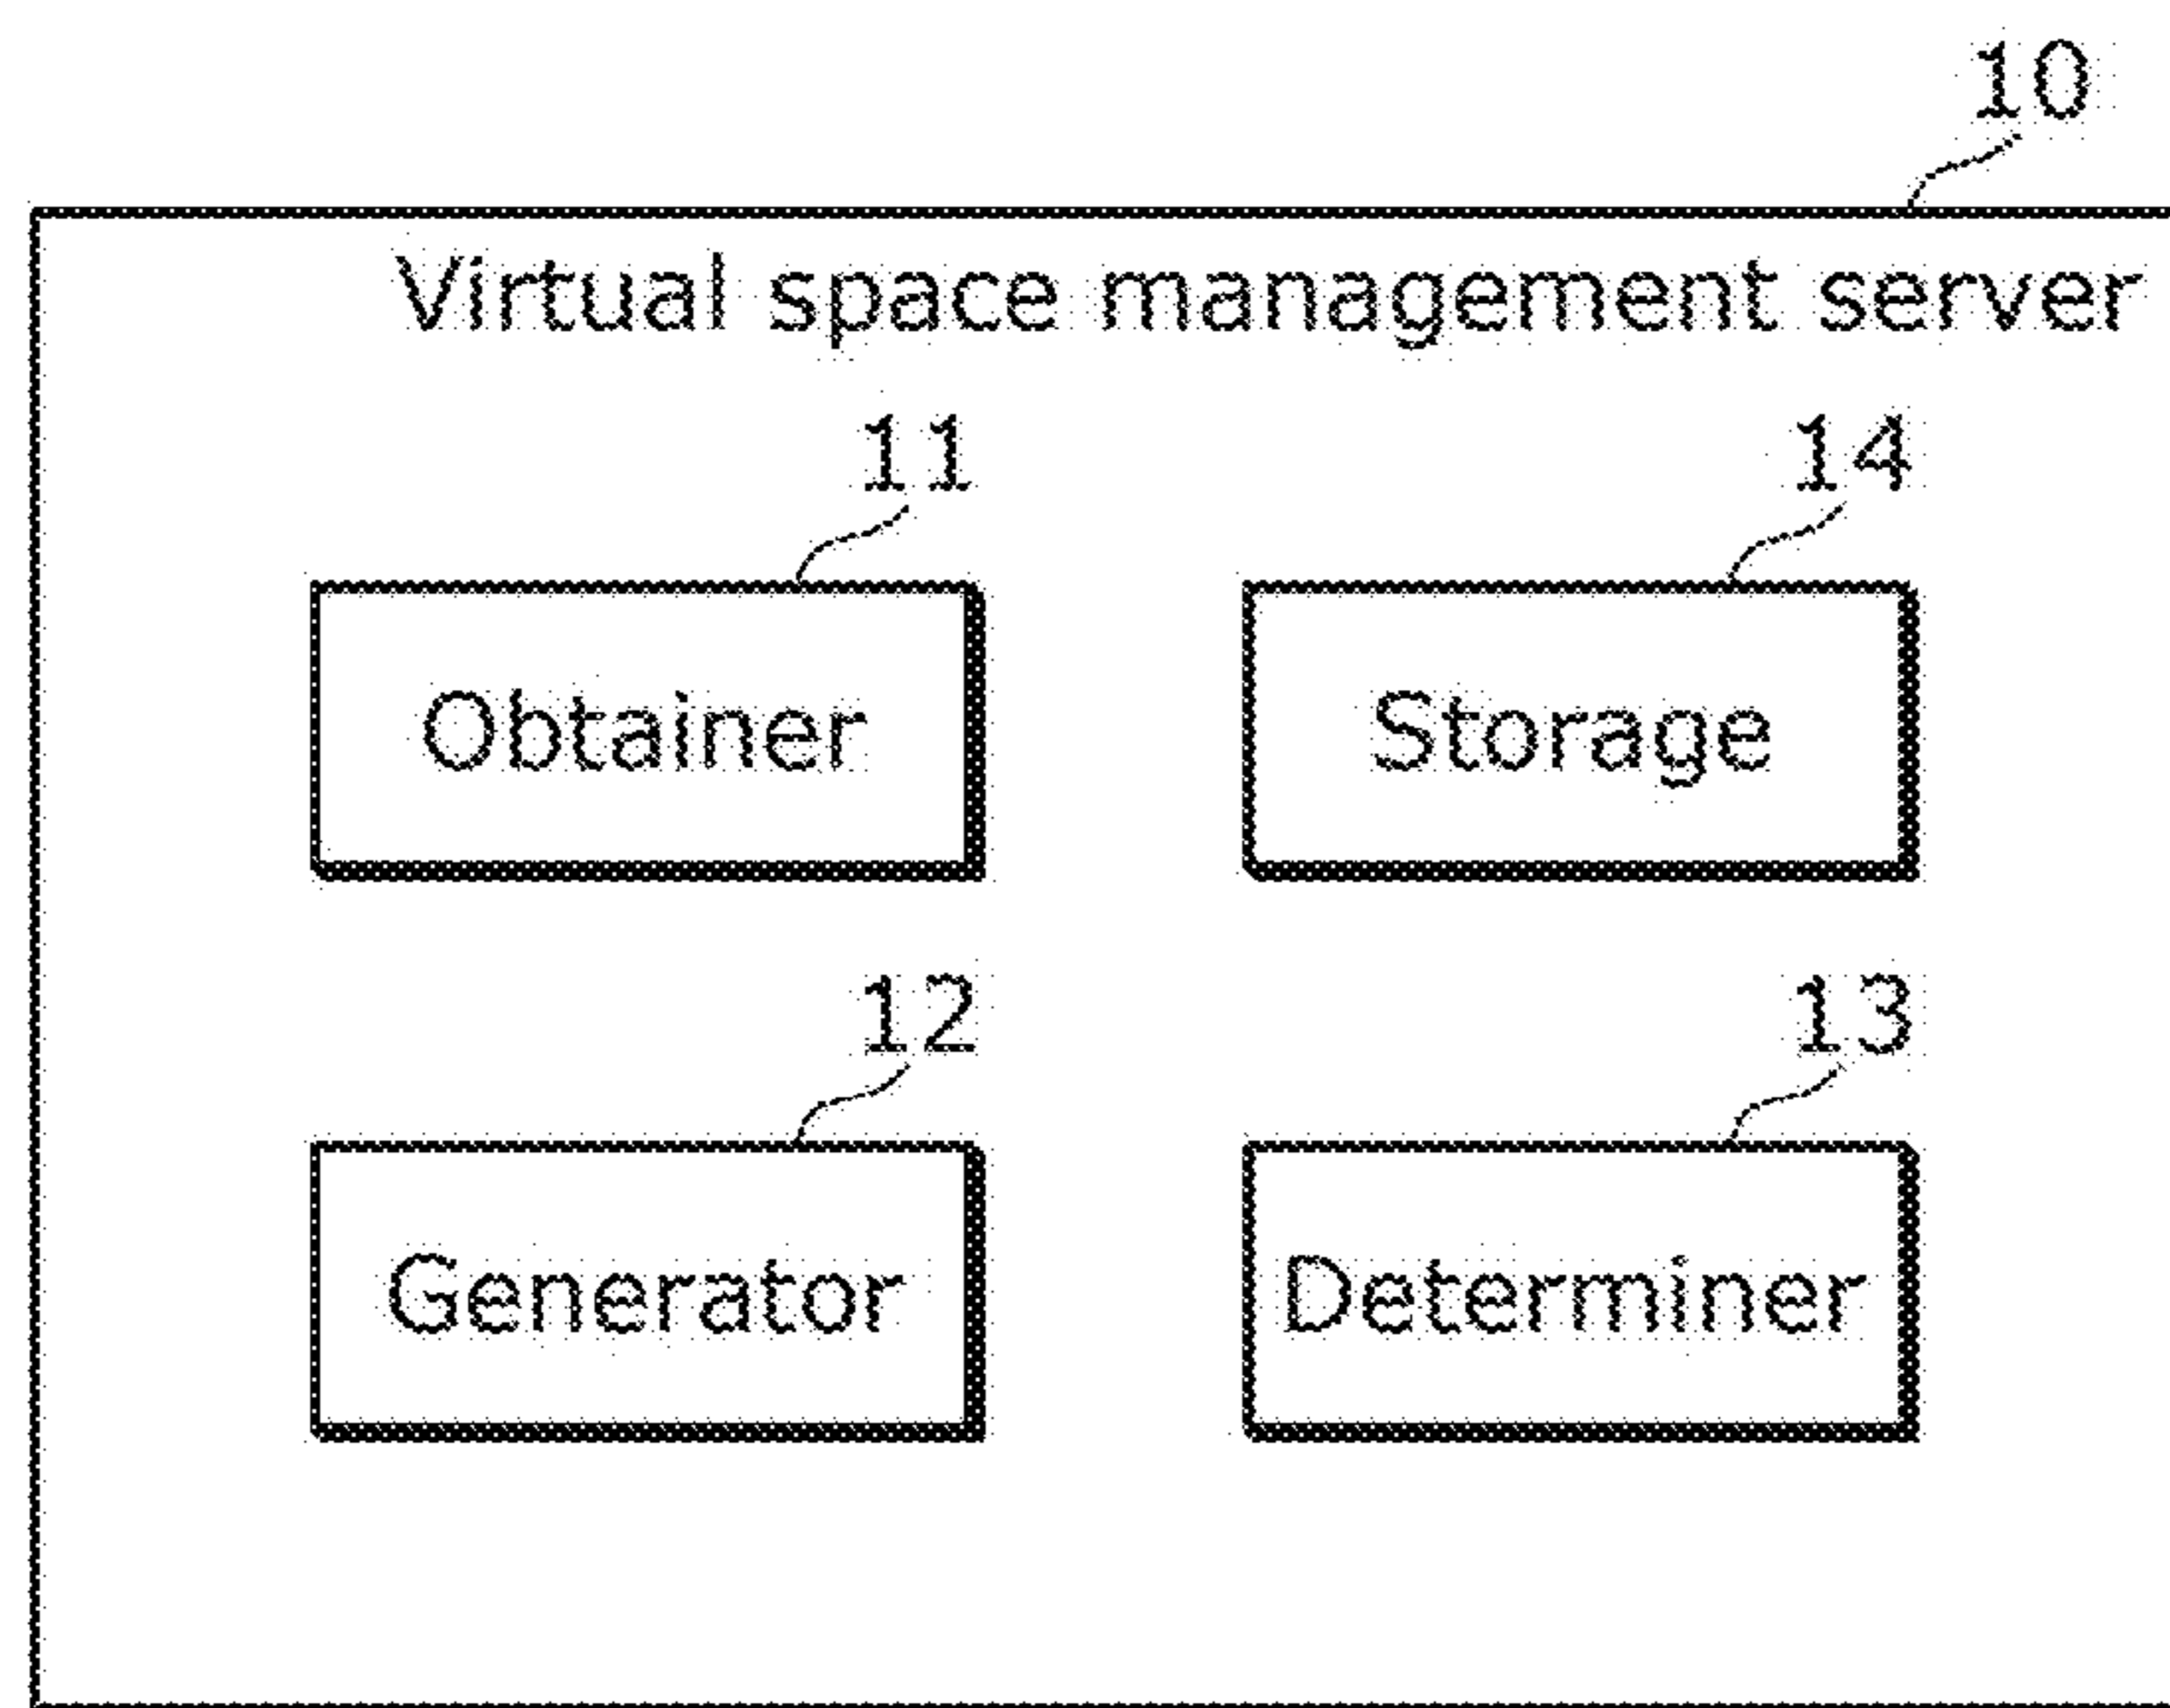 10
Virtual space management server
11
14
Obtainer
Storage
12
13
Generator
Determiner